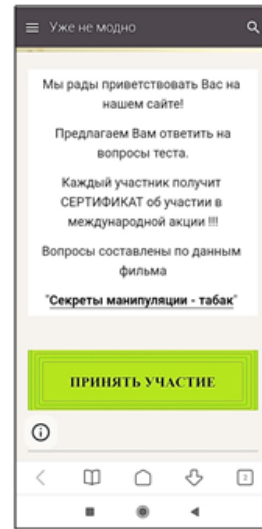 Уже не модно
Мы рады приветствовать Вас на
нашем сайте!
Предлагаем Вам ответить на
вопросы теста.
Каждый участник получит
СЕРТИФИКАТ об участии в
международной акции !!!
Вопросы составлены по данным
фильма
"Секреты манипуляции - табак"
ПРИНЯТЬ УЧАСТИЕ